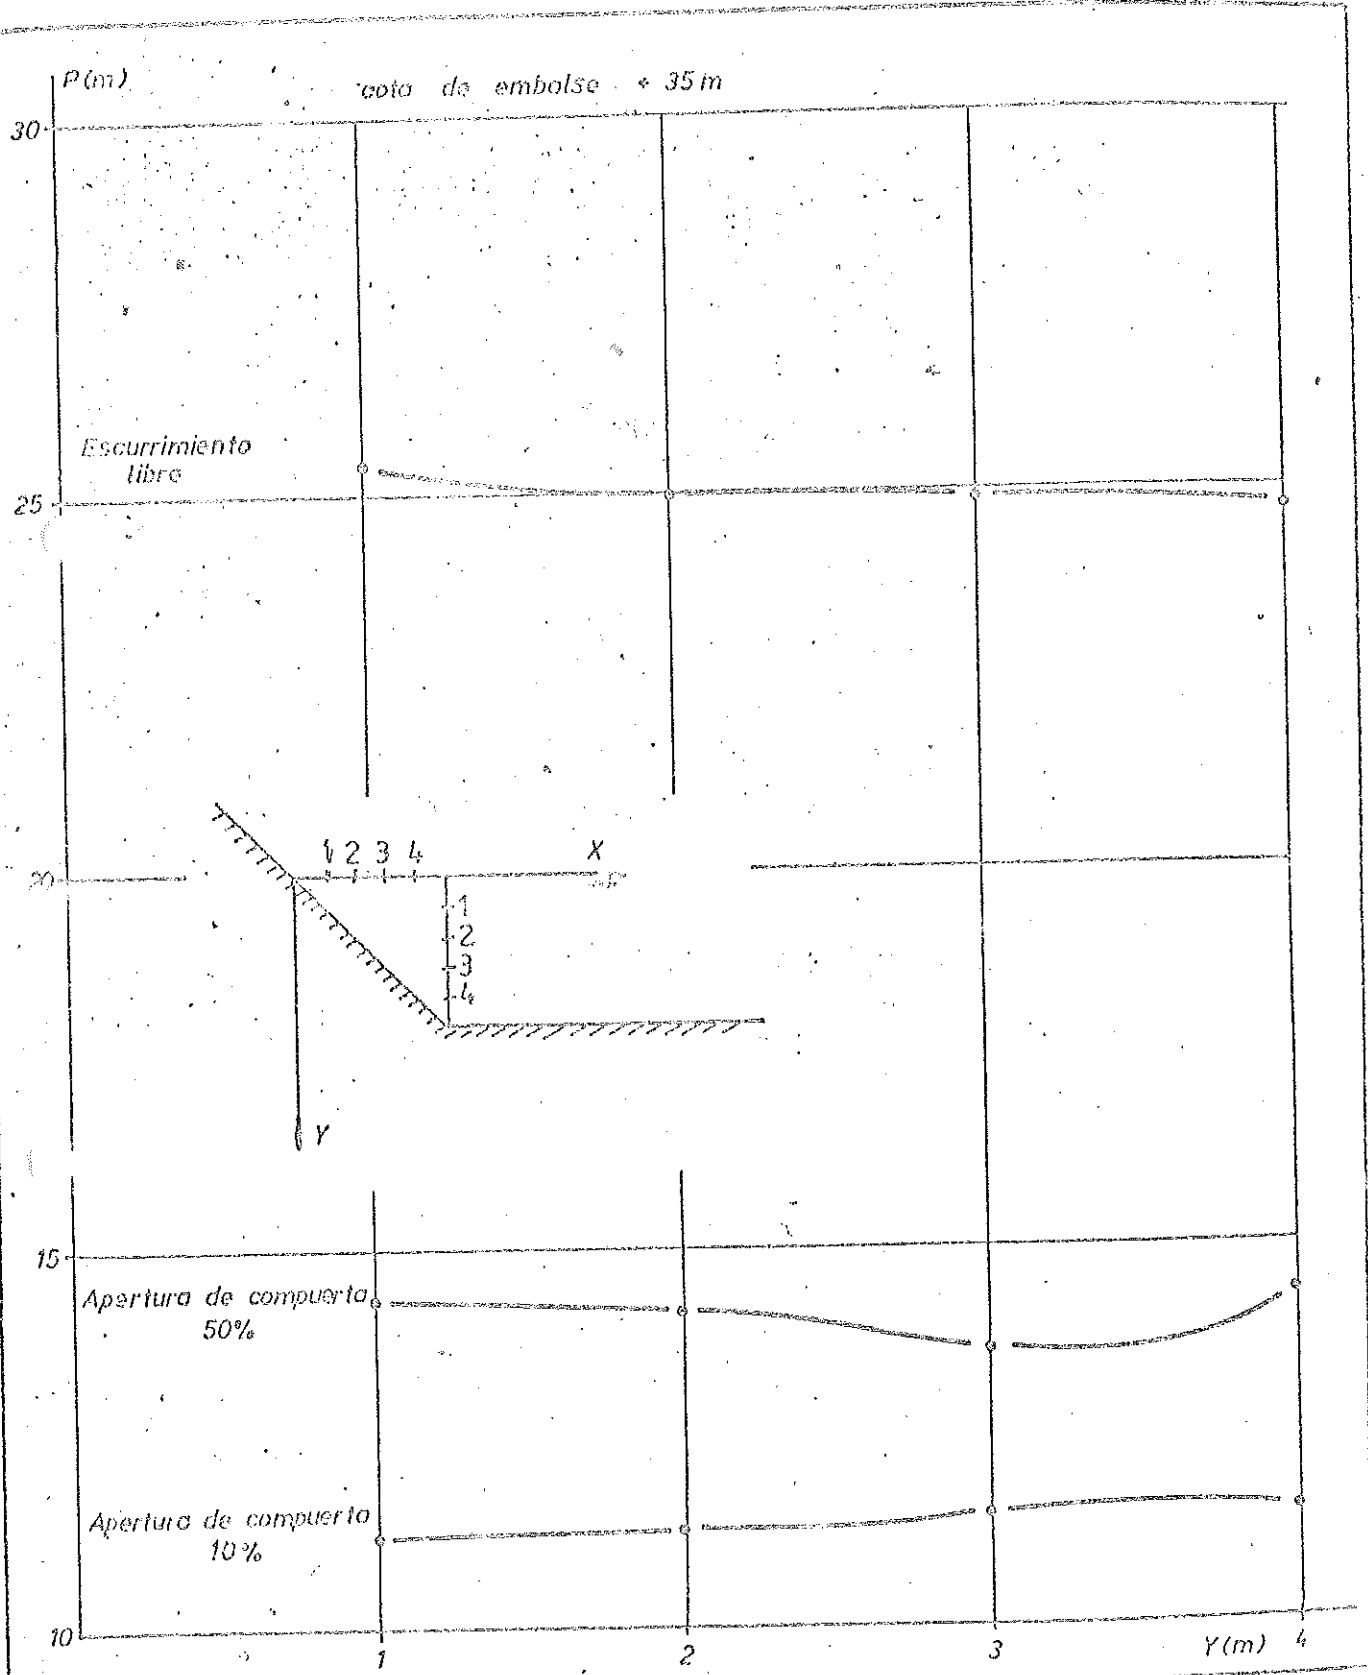 P(m)
cota de embalse + 35 m
30
Escurrimiento
libre
25
20
1 2 3 4 X
1
2
3
4
Y
15
Apertura de compuerta
50%
Apertura de compuerta
10%
10
1 2 3 Y(m) 4